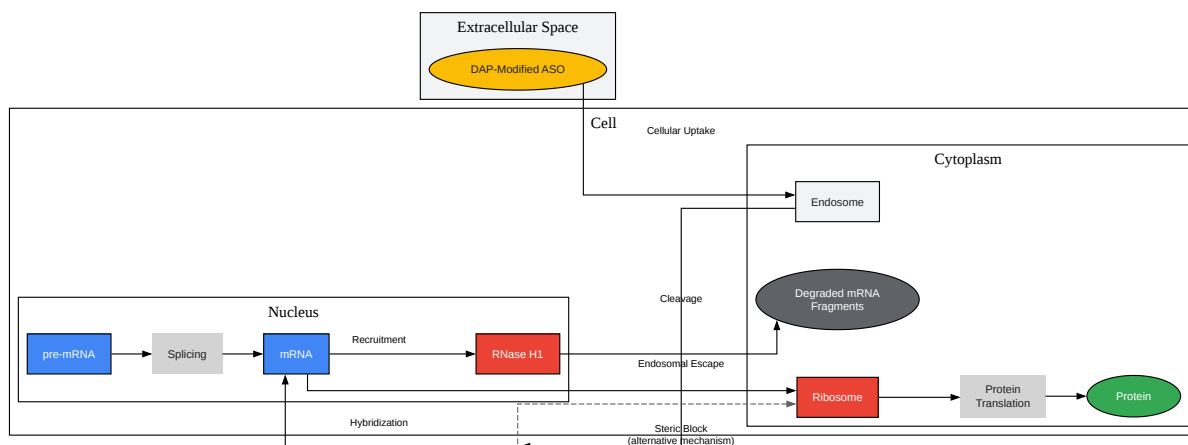 Extracellular Space
DAP-Modified ASO
Cell
Cellular Uptake
Cytoplasm
Endosome
Cleavage
Degraded mRNA
Fragments
Nucleus
pre-mRNA
Splicing
mRNA
Recruitment
RNase H1
Endosomal Escape
Ribosome
Protein
Translation
Protein
Hybridization
Steric Block
(alternative mechanism)